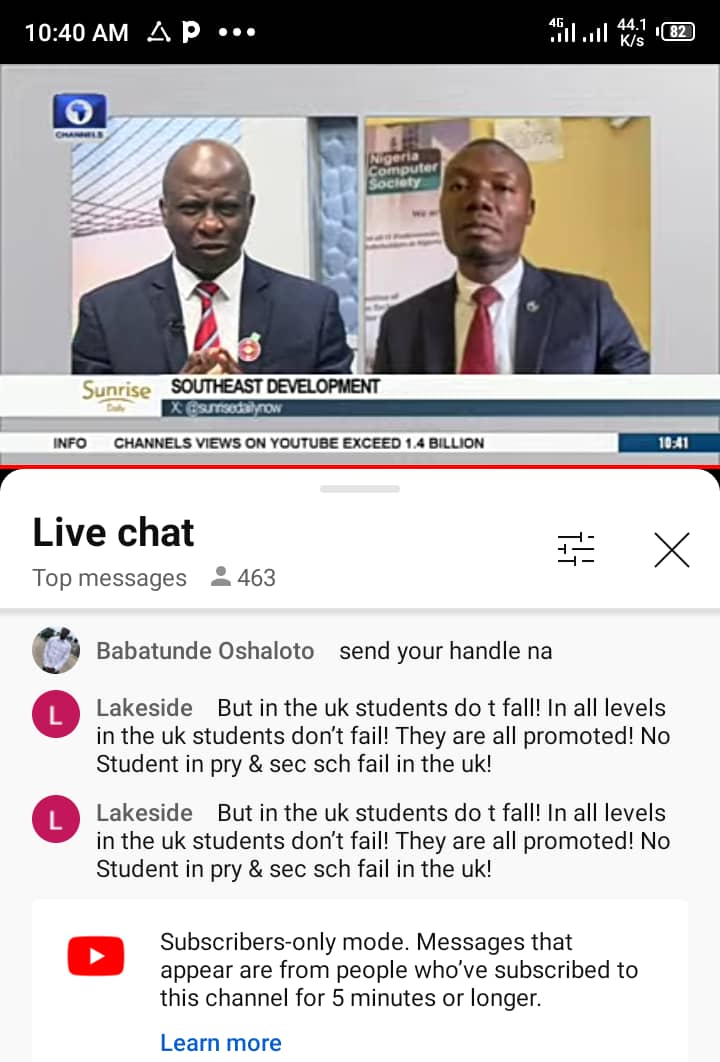 10:40 AM P •••
4G 44.1 K/s 82
CHANNELS
Nigeria
Computer
Society
We a
Sunrise
Daily
SOUTHEAST DEVELOPMENT
X: @sunrisedailynow
INFO CHANNELS VIEWS ON YOUTUBE EXCEED 1.4 BILLION 10:41
Live chat
Top messages 463
Babatunde Oshaloto send your handle na
L
Lakeside But in the uk students do t fall! In all levels
in the uk students don’t fail! They are all promoted! No
Student in pry & sec sch fail in the uk!
L
Lakeside But in the uk students do t fall! In all levels
in the uk students don’t fail! They are all promoted! No
Student in pry & sec sch fail in the uk!
Subscribers-only mode. Messages that
appear are from people who’ve subscribed to
this channel for 5 minutes or longer.
Learn more